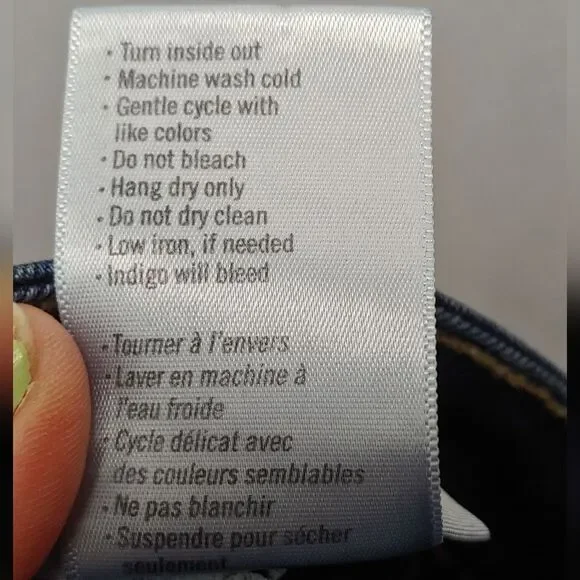 · Turn inside out
· Machine wash cold
· Gentle cycle with
like colors
· Do not bleach
· Hang dry only
· Do not dry clean
· Low iron, if needed
· Indigo will bleed
· Tourner à l'envers
· Laver en machine à
l'eau froide
· Cycle délicat avec
des couleurs semblables
· Ne pas blanchir
· Suspendre pour sécher
seulement